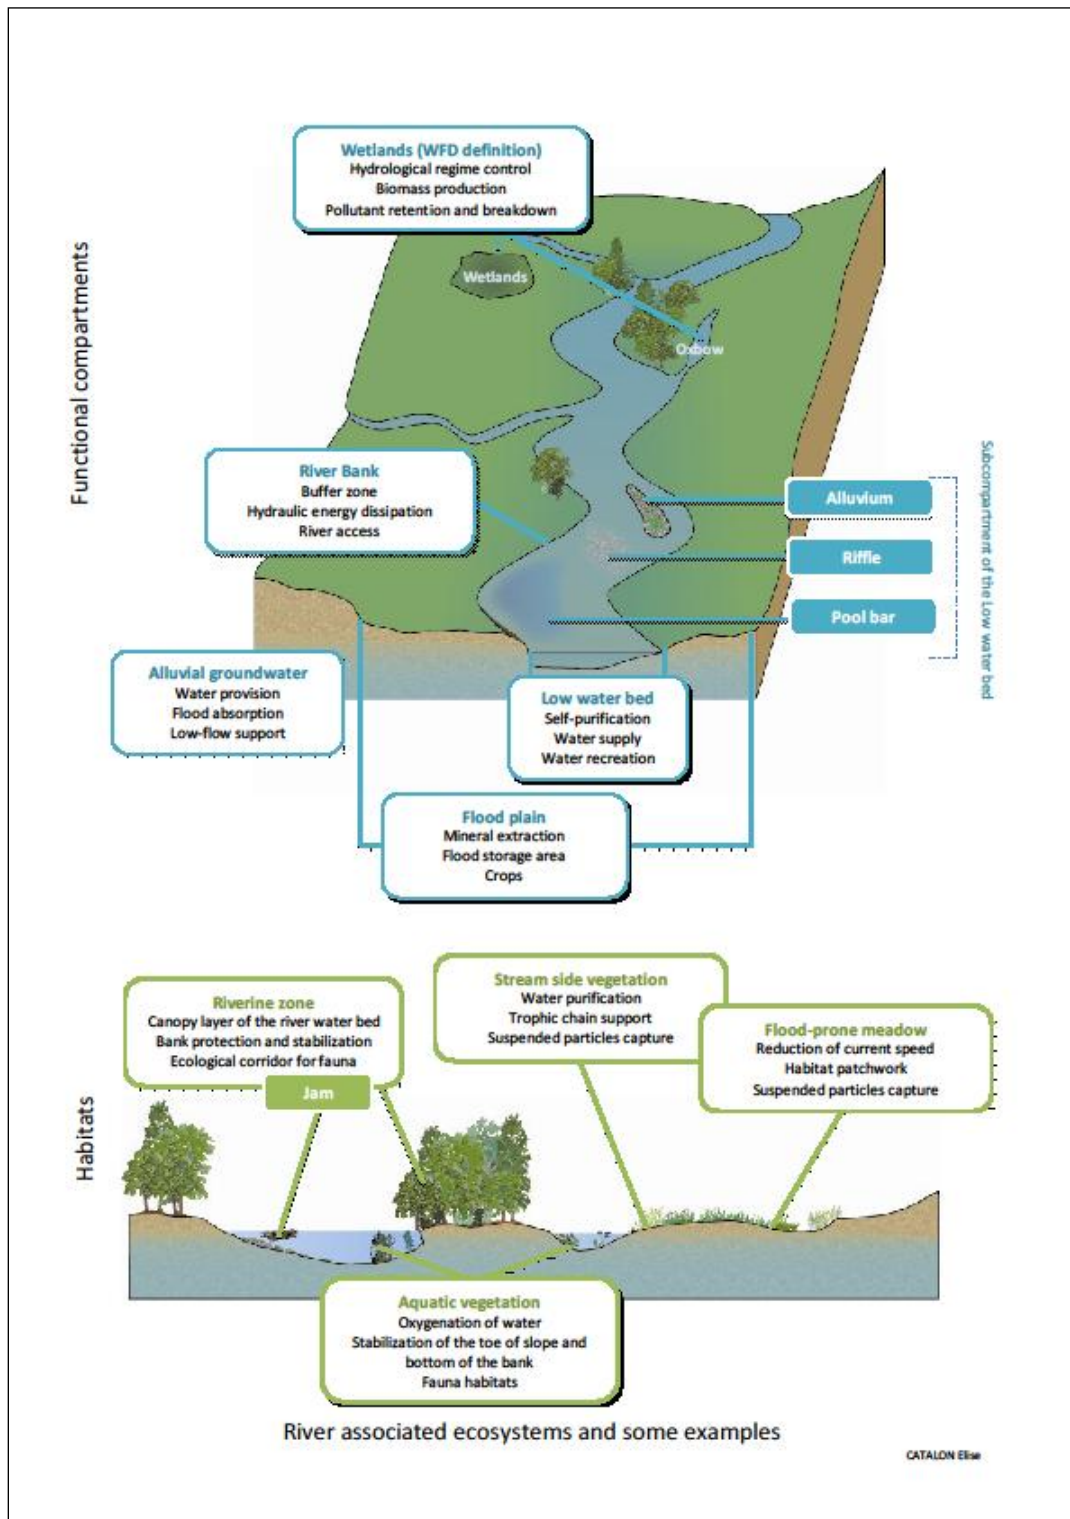 Functional compartments
Wetlands (WFD definition)
Hydrological regime control
Biomass production
Pollutant retention and breakdown
Wetlands
Oxbow
River Bank
Buffer zone
Hydraulic energy dissipation
River access
Alluvium
Riffle
Pool bar
Subcompartment of the Low water bed
Alluvial groundwater
Water provision
Flood absorption
Low-flow support
Low water bed
Self-purification
Water supply
Water recreation
Flood plain
Mineral extraction
Flood storage area
Crops
Habitats
Riverine zone
Canopy layer of the river water bed
Bank protection and stabilization
Ecological corridor for fauna
Jam
Stream side vegetation
Water purification
Trophic chain support
Suspended particles capture
Flood-prone meadow
Reduction of current speed
Habitat patchwork
Suspended particles capture
Aquatic vegetation
Oxygenation of water
Stabilization of the toe of slope and
bottom of the bank
Fauna habitats
River associated ecosystems and some examples
CATALON Elise